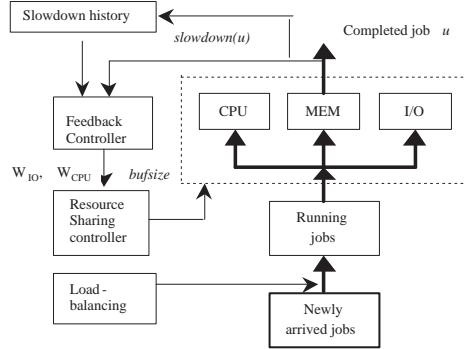 Slowdown history
slowdown(u)
Completed job u
CPU
MEM
I/O
Feedback
Controller
W_IO, W_CPU bufsize
Resource
Sharing
controller
Running
jobs
Load -
balancing
Newly
arrived jobs